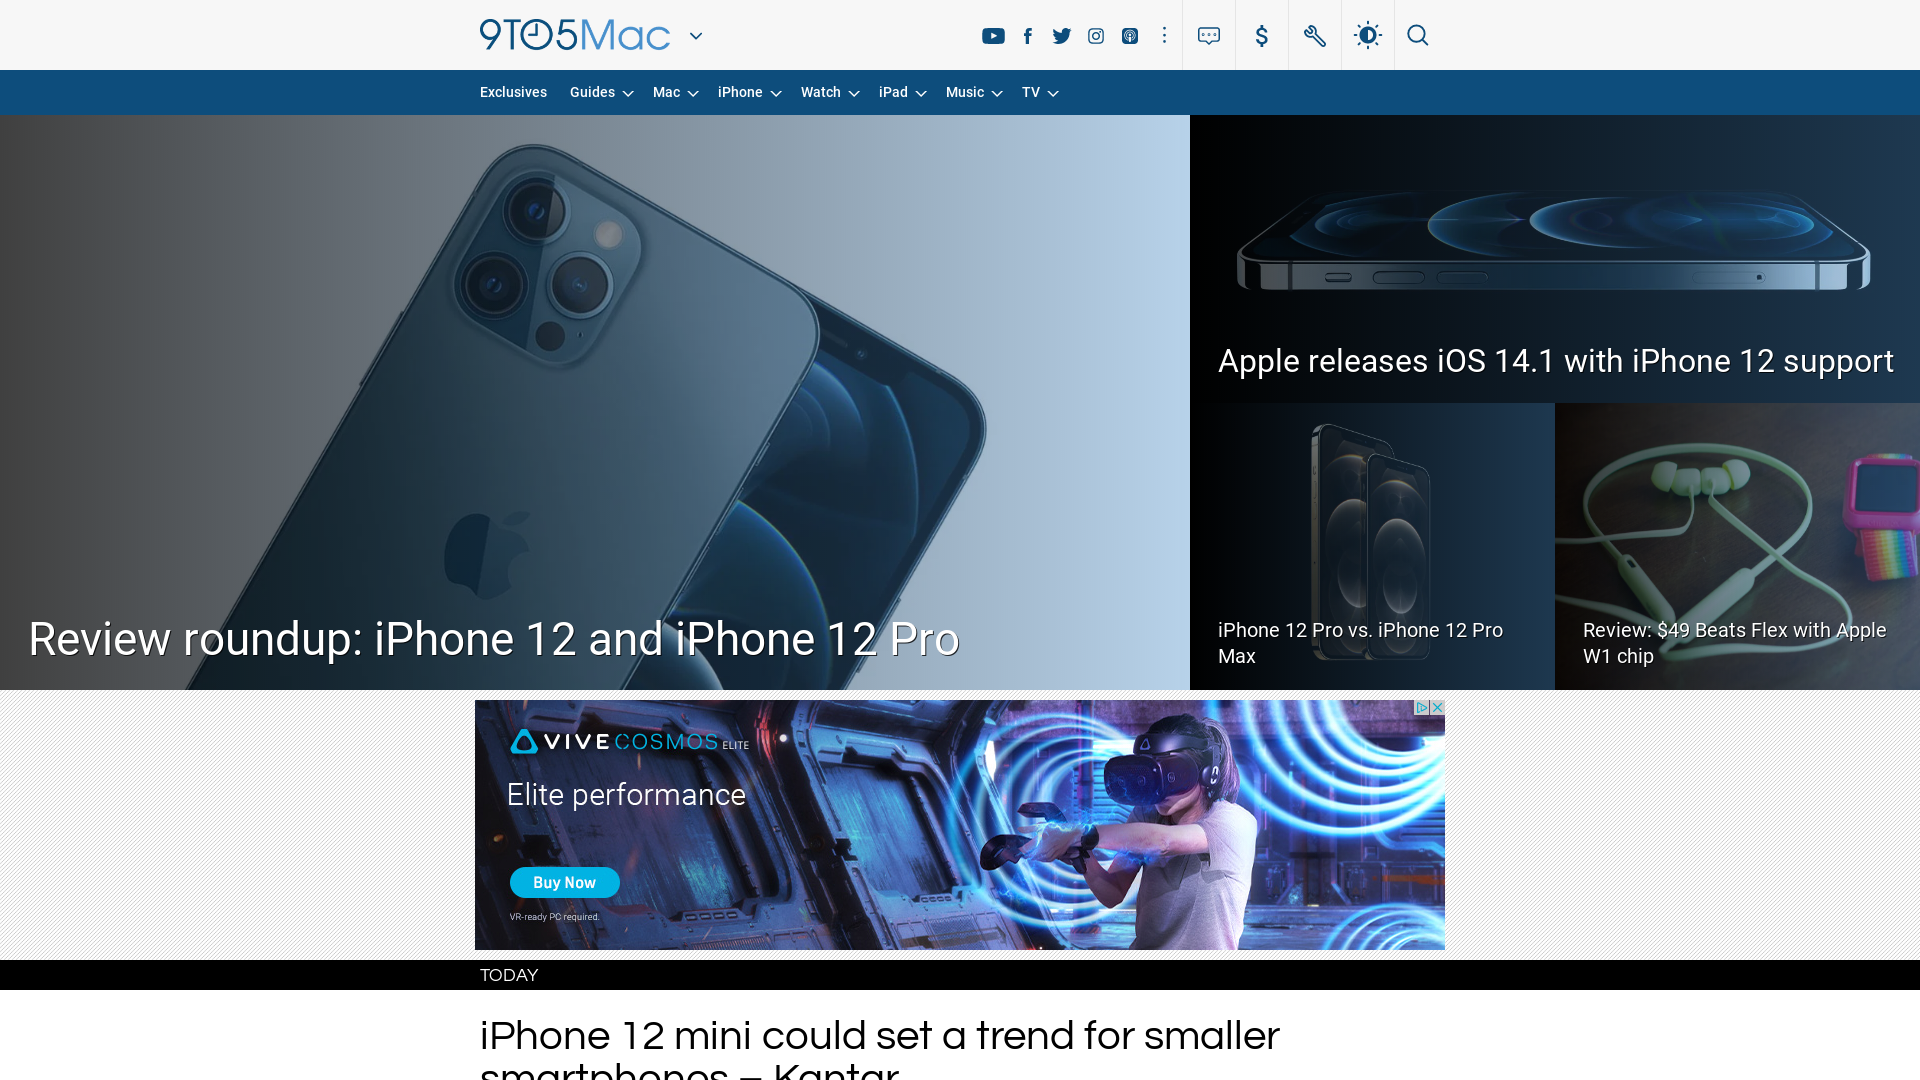 9TO5Mac
Exclusives Guides Mac iPhone Watch iPad Music TV
Review roundup: iPhone 12 and iPhone 12 Pro
Apple releases iOS 14.1 with iPhone 12 support
iPhone 12 Pro vs. iPhone 12 Pro
Max
Review: $49 Beats Flex with Apple
W1 chip
VIVE COSMOS ELITE
Elite performance
Buy Now
VR-ready PC required.
TODAY
iPhone 12 mini could set a trend for smaller
smartphones – Kantar